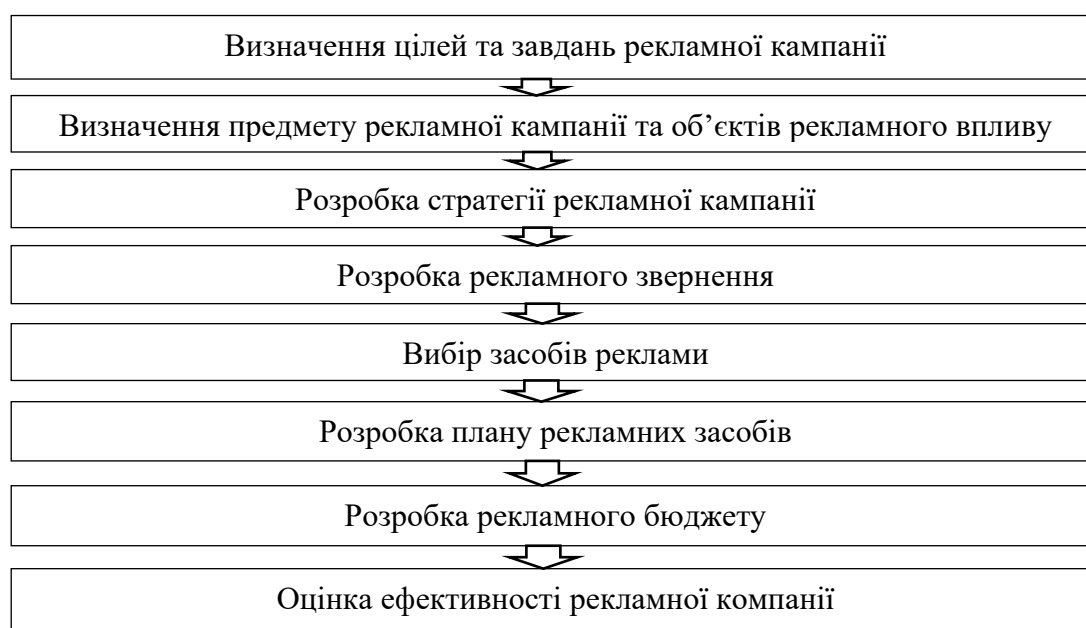 Визначення цілей та завдань рекламної кампанії
Визначення предмету рекламної кампанії та об’єктів рекламного впливу
Розробка стратегії рекламної кампанії
Розробка рекламного звернення
Вибір засобів реклами
Розробка плану рекламних засобів
Розробка рекламного бюджету
Оцінка ефективності рекламної компанії